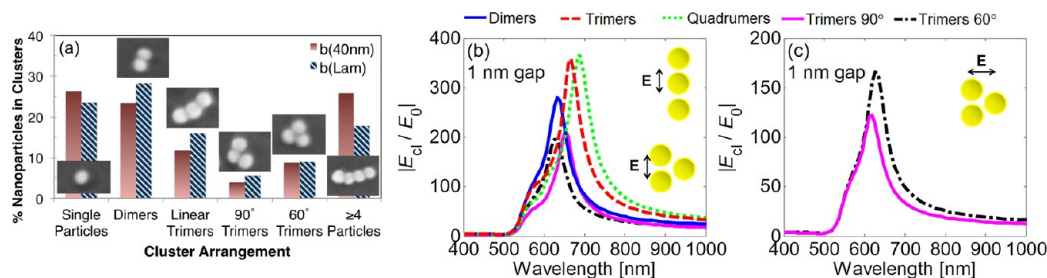 (a)
b(40nm)
b(Lam)
% Nanoparticles in Clusters
40
30
20
10
0
Single Particles
Dimers
Linear Trimers
90° Trimers
60° Trimers
≥4 Particles
Cluster Arrangement
Dimers
Trimers
Quadrumers
Trimers 90°
Trimers 60°
(b)
1 nm gap
E
E
|E_cl / E_0|
400
300
200
100
0
400 500 600 700 800 900 1000
Wavelength [nm]
(c)
1 nm gap
E
|E_cl / E_0|
200
150
100
50
0
400 500 600 700 800 900 1000
Wavelength [nm]